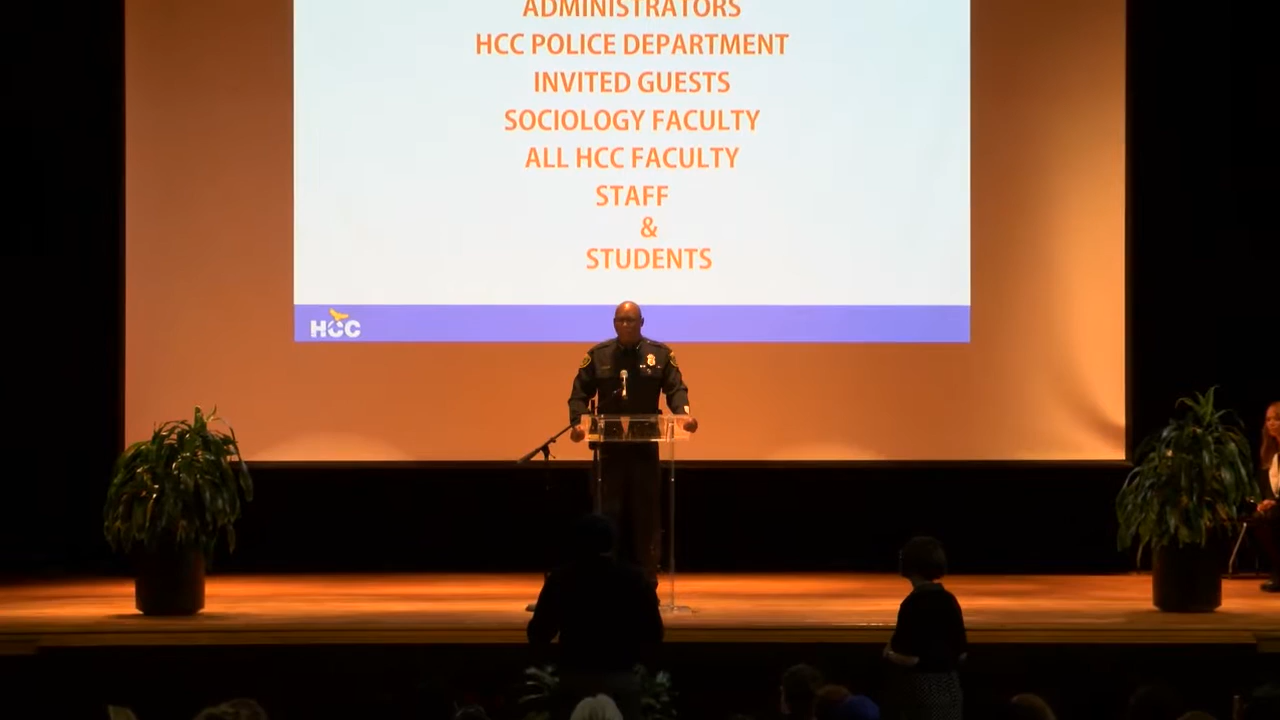 ADMINISTRATORS
HCC POLICE DEPARTMENT
INVITED GUESTS
SOCIOLOGY FACULTY
ALL HCC FACULTY
STAFF
&
STUDENTS
HCC